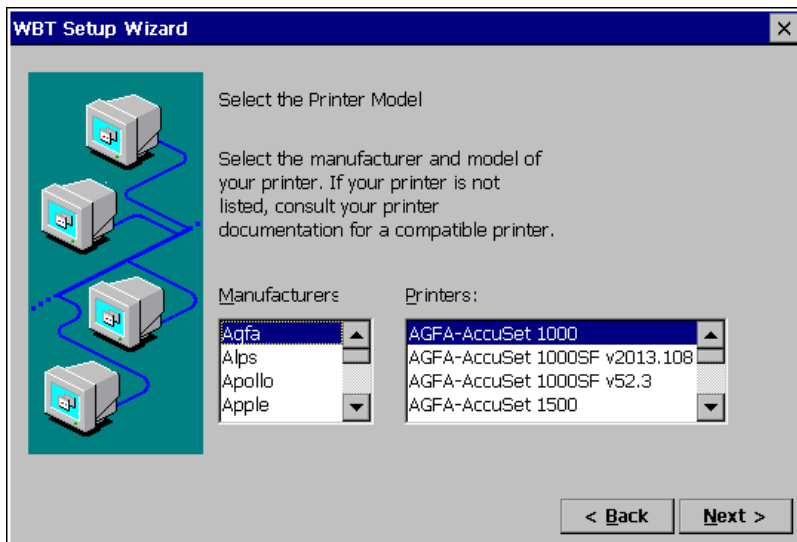 WBT Setup Wizard
Select the Printer Model
Select the manufacturer and model of
your printer. If your printer is not
listed, consult your printer
documentation for a compatible printer.
Manufacturers
Printers:
Agfa
Alps
Apollo
Apple
AGFA-AccuSet 1000
AGFA-AccuSet 1000SF v2013.108
AGFA-AccuSet 1000SF v52.3
AGFA-AccuSet 1500
< Back
Next >